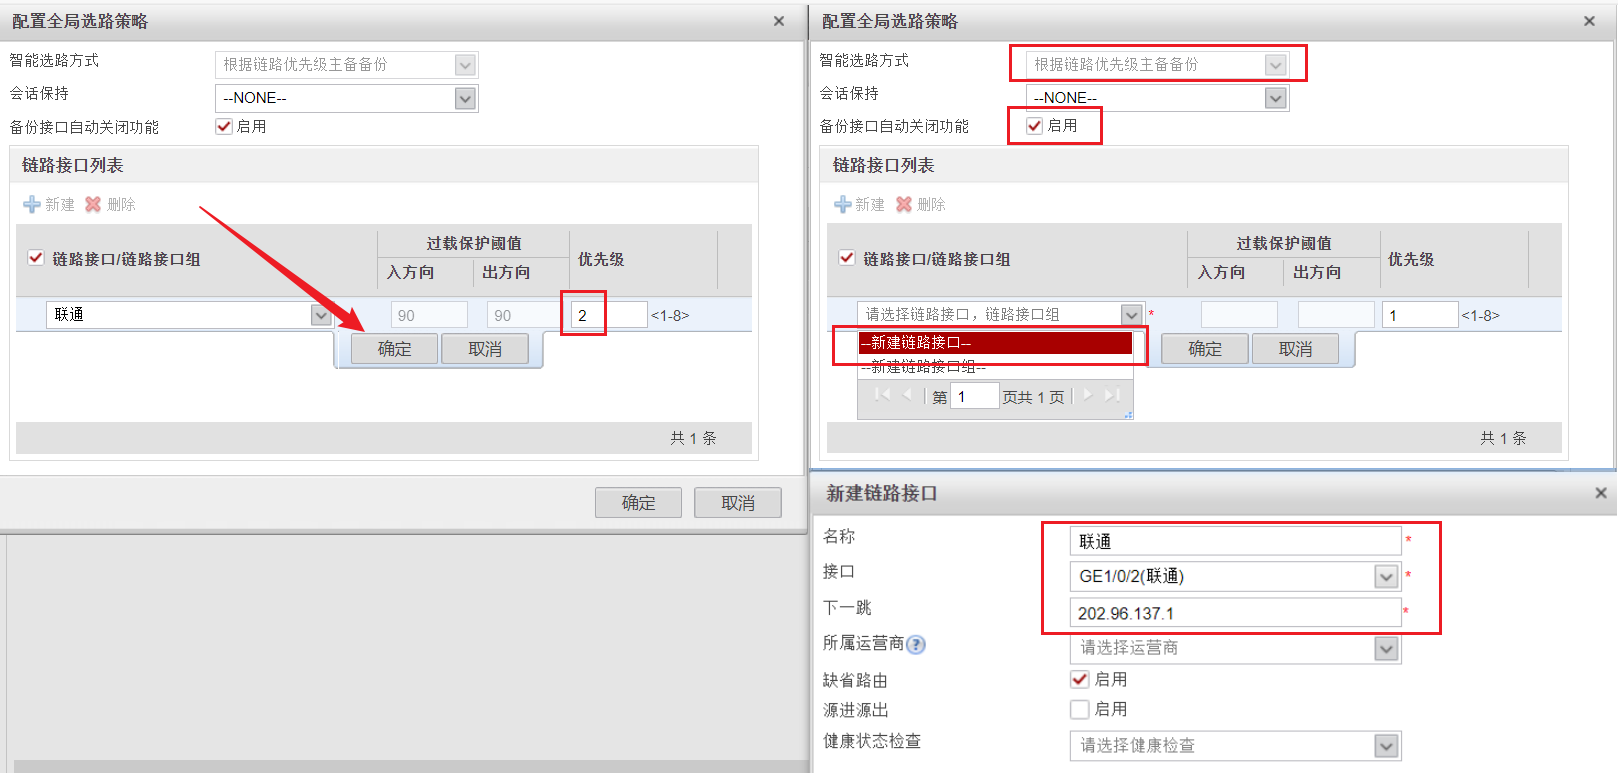 配置全局选路策略
智能选路方式
根据链路优先级主备备份
会话保持
--NONE--
备份接口自动关闭功能
启用
链路接口列表
新建 删除
链路接口/链路接口组
过载保护阈值
入方向 出方向
优先级
联通
90
90
2
<1-8>
确定 取消
共 1 条
确定 取消
配置全局选路策略
智能选路方式
根据链路优先级主备备份
会话保持
--NONE--
备份接口自动关闭功能
启用
链路接口列表
新建 删除
链路接口/链路接口组
过载保护阈值
入方向 出方向
优先级
请选择链路接口，链路接口组
*
1
<1-8>
--新建链路接口--
--新建链路接口组--
确定 取消
第 1 页共 1 页
共 1 条
新建链路接口
名称
联通
*
接口
GE1/0/2(联通)
*
下一跳
202.96.137.1
*
所属运营商
?
请选择运营商
缺省路由
启用
源进源出
启用
健康状态检查
请选择健康检查